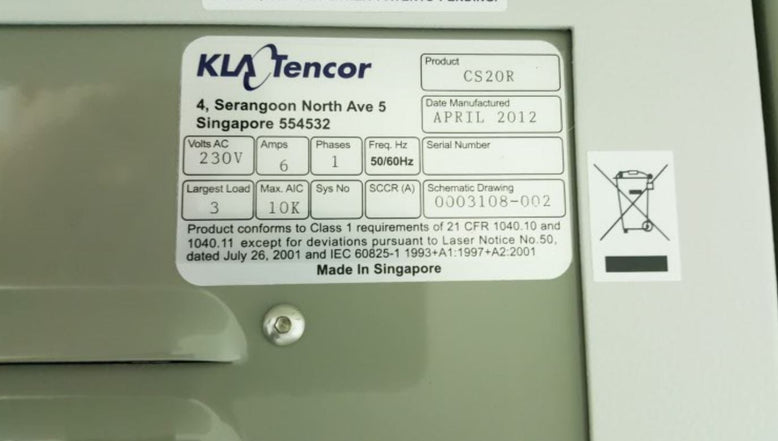 KLA Tencor
4, Serangoon North Ave 5
Singapore 554532
Product
CS20R
Date Manufactured
APRIL 2012
Volts AC
230V
Amps
6
Phases
1
Freq. Hz
50/60Hz
Serial Number
Largest Load
3
Max. AIC
10K
Sys No
SCCR (A)
Schematic Drawing
0003108-002
Product conforms to Class 1 requirements of 21 CFR 1040.10 and
1040.11 except for deviations pursuant to Laser Notice No.50,
dated July 26, 2001 and IEC 60825-1 1993+A1:1997+A2:2001
Made In Singapore